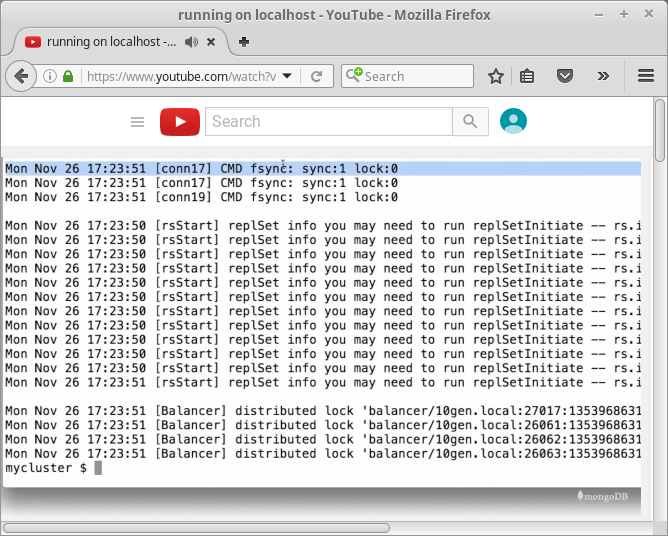 running on localhost - YouTube - Mozilla Firefox
running on localhost -...
https://www.youtube.com/watch?v
Search
Search
Mon Nov 26 17:23:51 [conn17] CMD fsync: sync:1 lock:0
Mon Nov 26 17:23:51 [conn17] CMD fsync: sync:1 lock:0
Mon Nov 26 17:23:51 [conn19] CMD fsync: sync:1 lock:0
Mon Nov 26 17:23:50 [rsStart] replSet info you may need to run replSetInitiate -- rs.i
Mon Nov 26 17:23:50 [rsStart] replSet info you may need to run replSetInitiate -- rs.i
Mon Nov 26 17:23:50 [rsStart] replSet info you may need to run replSetInitiate -- rs.i
Mon Nov 26 17:23:50 [rsStart] replSet info you may need to run replSetInitiate -- rs.i
Mon Nov 26 17:23:50 [rsStart] replSet info you may need to run replSetInitiate -- rs.i
Mon Nov 26 17:23:50 [rsStart] replSet info you may need to run replSetInitiate -- rs.i
Mon Nov 26 17:23:50 [rsStart] replSet info you may need to run replSetInitiate -- rs.i
Mon Nov 26 17:23:50 [rsStart] replSet info you may need to run replSetInitiate -- rs.i
Mon Nov 26 17:23:50 [rsStart] replSet info you may need to run replSetInitiate -- rs.i
Mon Nov 26 17:23:50 [rsStart] replSet info you may need to run replSetInitiate -- rs.i
Mon Nov 26 17:23:50 [rsStart] replSet info you may need to run replSetInitiate -- rs.i
Mon Nov 26 17:23:51 [rsStart] replSet info you may need to run replSetInitiate -- rs.i
Mon Nov 26 17:23:51 [Balancer] distributed lock 'balancer/10gen.local:27017:1353968631
Mon Nov 26 17:23:51 [Balancer] distributed lock 'balancer/10gen.local:26061:1353968631
Mon Nov 26 17:23:51 [Balancer] distributed lock 'balancer/10gen.local:26062:1353968631
Mon Nov 26 17:23:51 [Balancer] distributed lock 'balancer/10gen.local:26063:1353968631
mycluster $
mongoDB